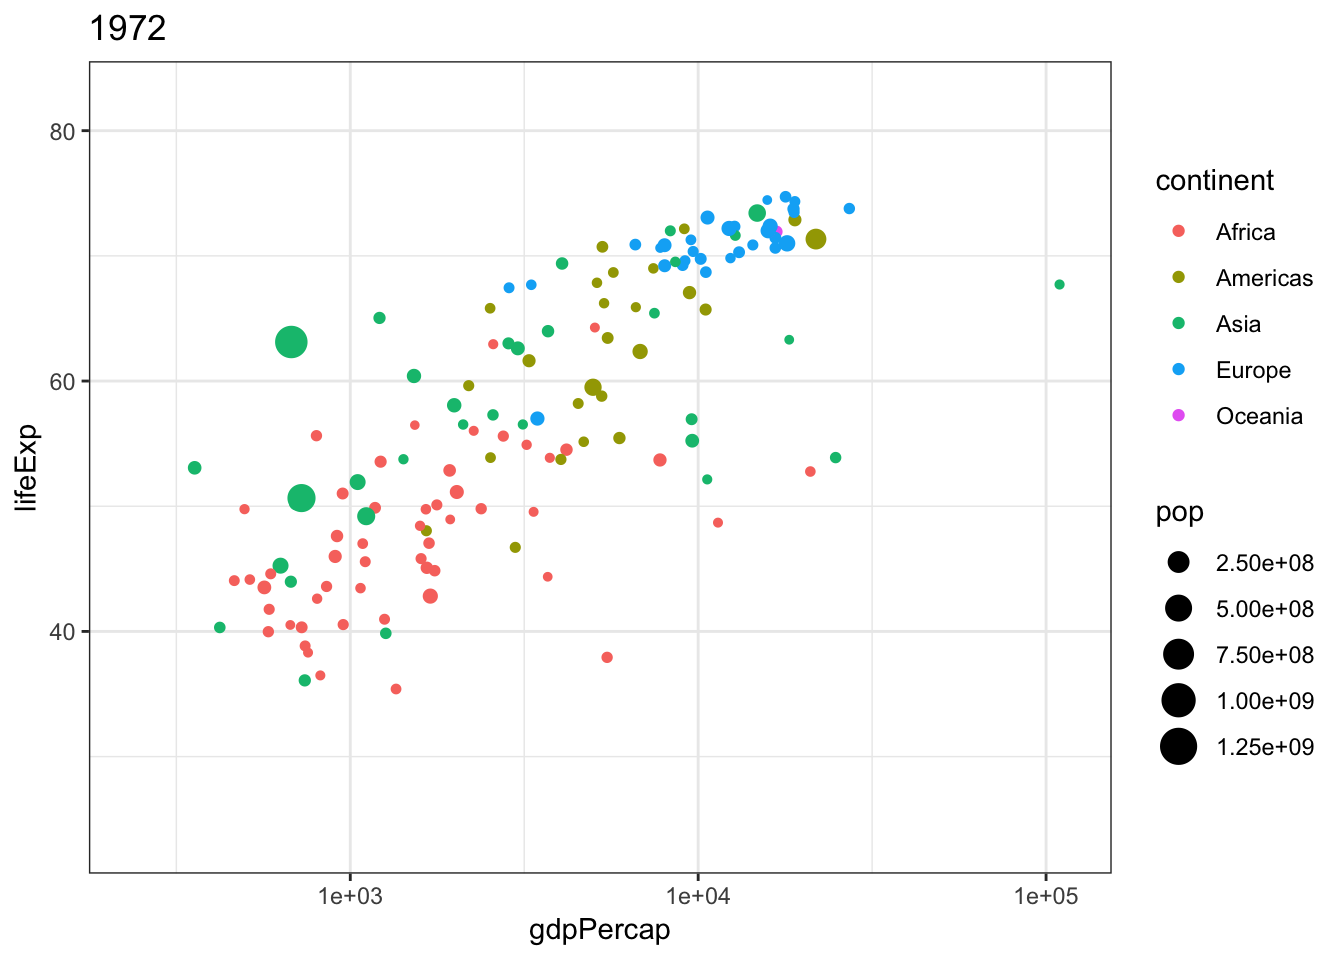 1972
80
60
40
lifeExp
1e+03
1e+04
1e+05
gdpPercap
continent
Africa
Americas
Asia
Europe
Oceania
pop
2.50e+08
5.00e+08
7.50e+08
1.00e+09
1.25e+09